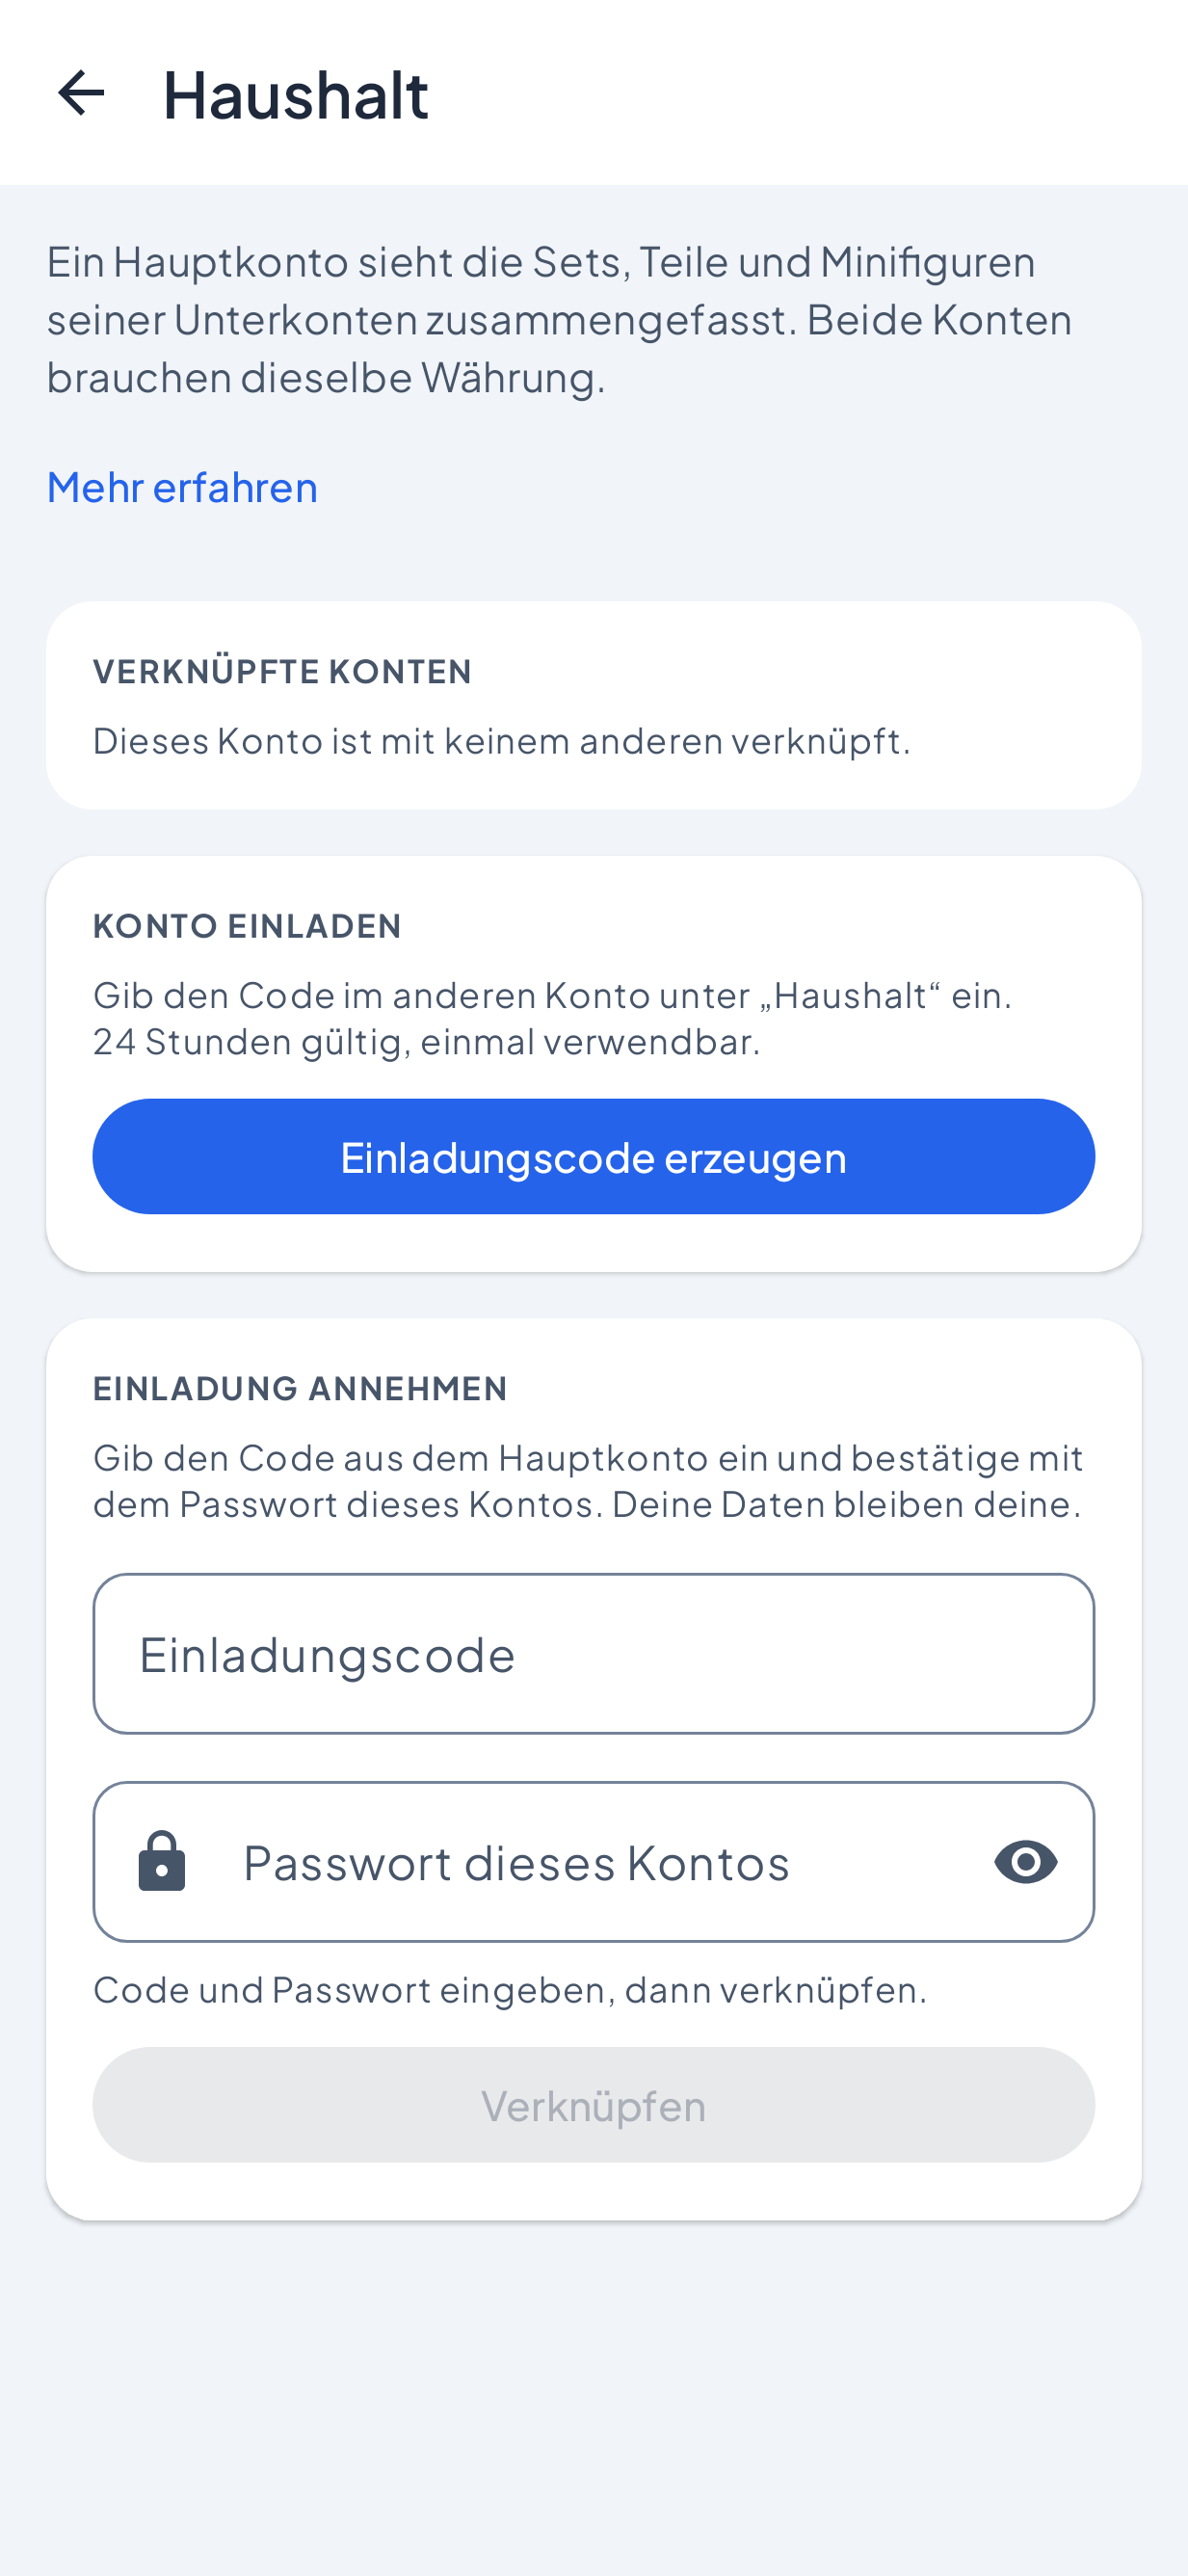 Haushalt
Ein Hauptkonto sieht die Sets, Teile und Minifiguren
seiner Unterkonten zusammengefasst. Beide Konten
brauchen dieselbe Währung.
Mehr erfahren
VERKNÜPFTE KONTEN
Dieses Konto ist mit keinem anderen verknüpft.
KONTO EINLADEN
Gib den Code im anderen Konto unter „Haushalt“ ein.
24 Stunden gültig, einmal verwendbar.
Einladungscode erzeugen
EINLADUNG ANNEHMEN
Gib den Code aus dem Hauptkonto ein und bestätige mit
dem Passwort dieses Kontos. Deine Daten bleiben deine.
Einladungscode
Passwort dieses Kontos
Code und Passwort eingeben, dann verknüpfen.
Verknüpfen